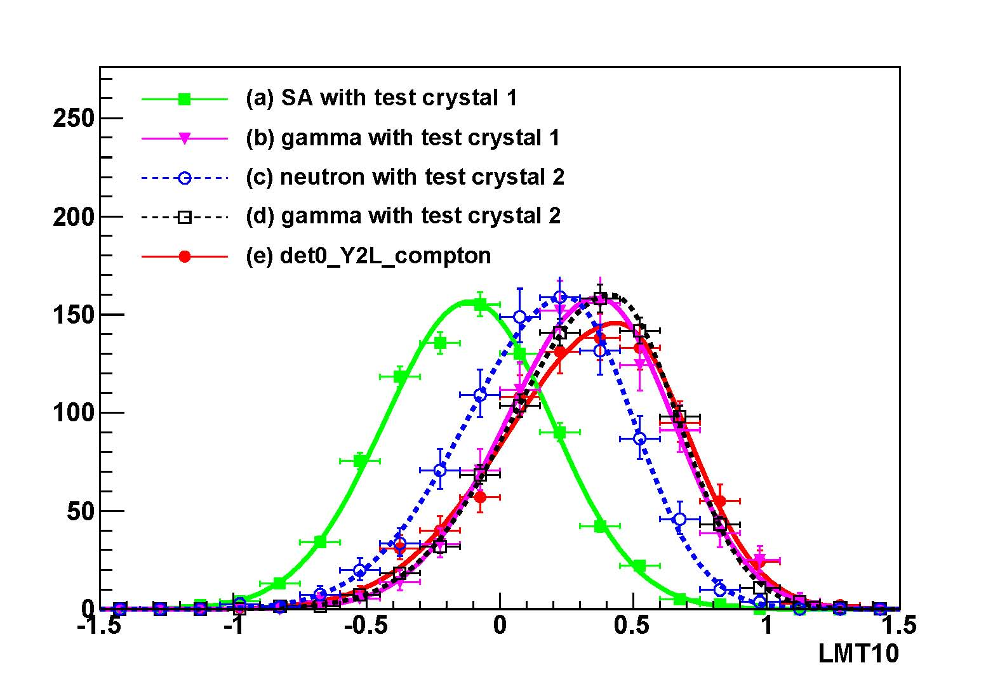 (a) SA with test crystal 1
(b) gamma with test crystal 1
(c) neutron with test crystal 2
(d) gamma with test crystal 2
(e) det0_Y2L_compton
250
200
150
100
50
0
-1.5 -1 -0.5 0 0.5 1 1.5
LMT10